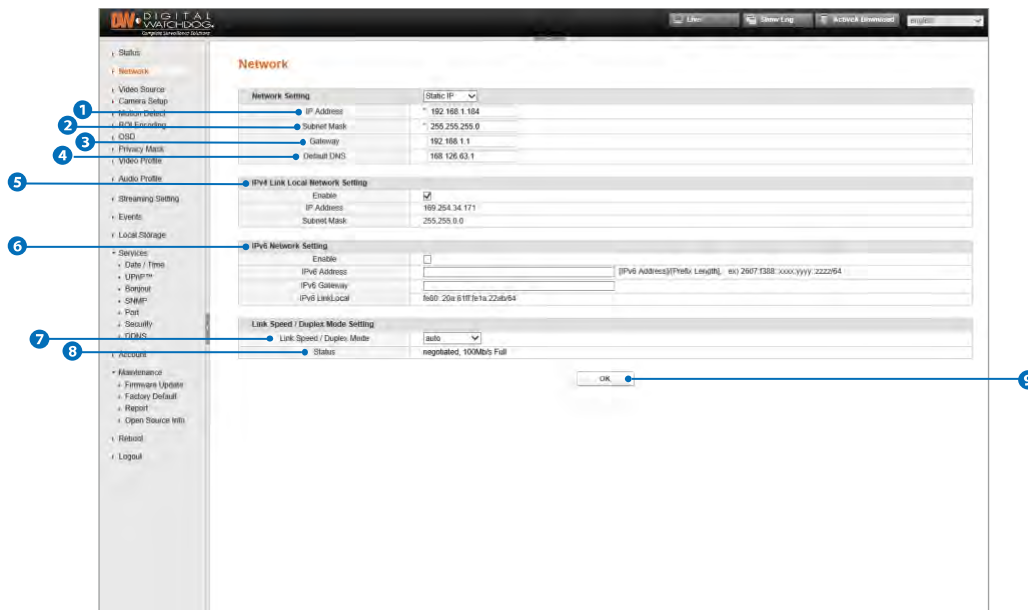 DIGITAL
WATCHDOG
Complete Surveillance Solutions
Live
Show Log
ActiveX Download
english
Status
Network
Video Source
Camera Setup
Motion Detect
ROI Encoding
OSD
Privacy Mask
Video Profile
Audio Profile
Streaming Setting
Events
Local Storage
Services
Date / Time
UPnP™
Bonjour
SNMP
Port
Security
DDNS
Account
Maintenance
Firmware Update
Factory Default
Report
Open Source Info
Reboot
Logout
Network
Network Setting Static IP
1 IP Address * 192.168.1.184
2 Subnet Mask * 255.255.255.0
3 Gateway 192.168.1.1
4 Default DNS 168.126.63.1
5 IPv4 Link Local Network Setting
Enable
IP Address 169.254.34.171
Subnet Mask 255.255.0.0
6 IPv6 Network Setting
Enable
IPv6 Address [IPv6 Address]/[Prefix Length], ex) 2607:f388::xxxx:yyyy::zzzz/64
IPv6 Gateway
IPv6 LinkLocal
Link Speed / Duplex Mode Setting
7 Link Speed / Duplex Mode auto
8 Status negotiated, 100Mb/s Full
OK 9